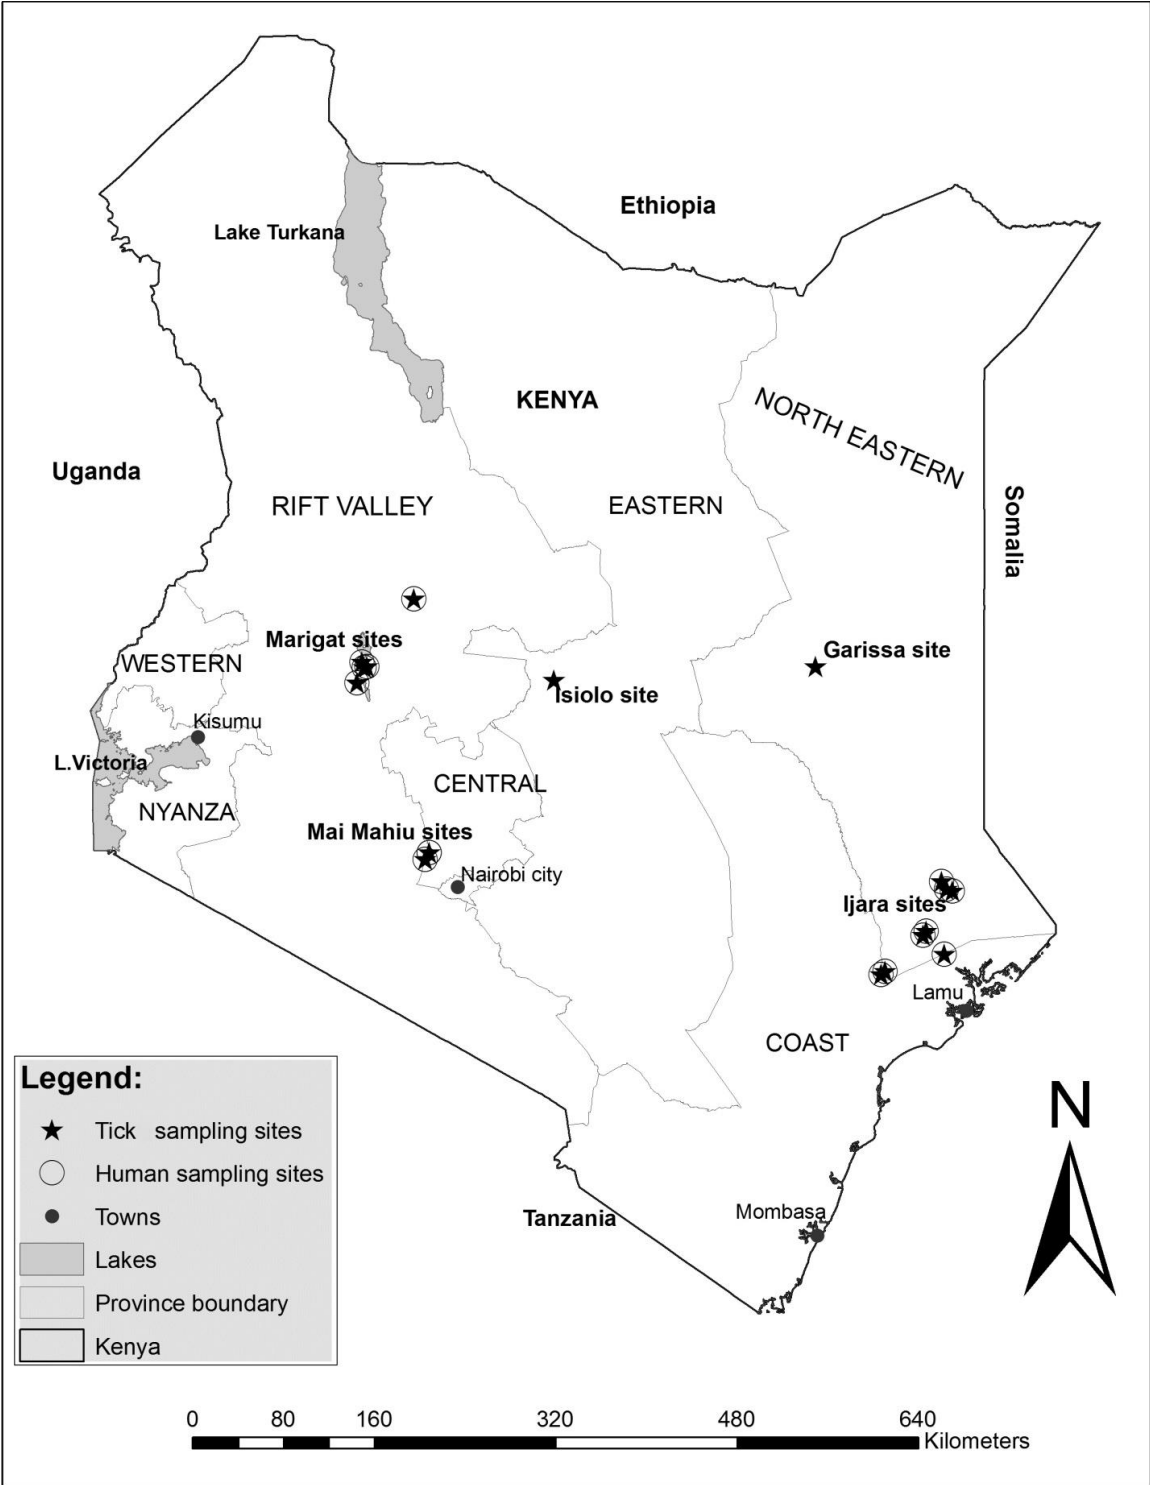 Ethiopia
Lake Turkana
KENYA
NORTH EASTERN
Uganda
RIFT VALLEY
EASTERN
Somalia
Marigat sites
Garissa site
WESTERN
Isiolo site
Kisumu
L.Victoria
CENTRAL
NYANZA
Mai Mahiu sites
Nairobi city
Ijara sites
Lamu
COAST
Legend:
Tick sampling sites
Human sampling sites
Towns
Lakes
Province boundary
Kenya
N
Mombasa
Tanzania
0 80 160 320 480 640
Kilometers